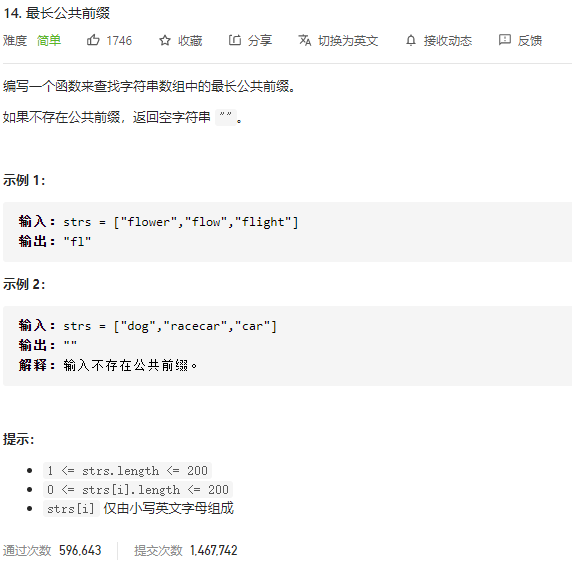 14. 最长公共前缀
难度 简单 1746 收藏 分享 切换为英文 接收动态 反馈
编写一个函数来查找字符串数组中的最长公共前缀。
如果不存在公共前缀，返回空字符串 ""。
示例 1：
输入：strs = ["flower","flow","flight"]
输出："fl"
示例 2：
输入：strs = ["dog","racecar","car"]
输出：""
解释：输入不存在公共前缀。
提示：
1 <= strs.length <= 200
0 <= strs[i].length <= 200
strs[i] 仅由小写英文字母组成
通过次数 596,643 提交次数 1,467,742